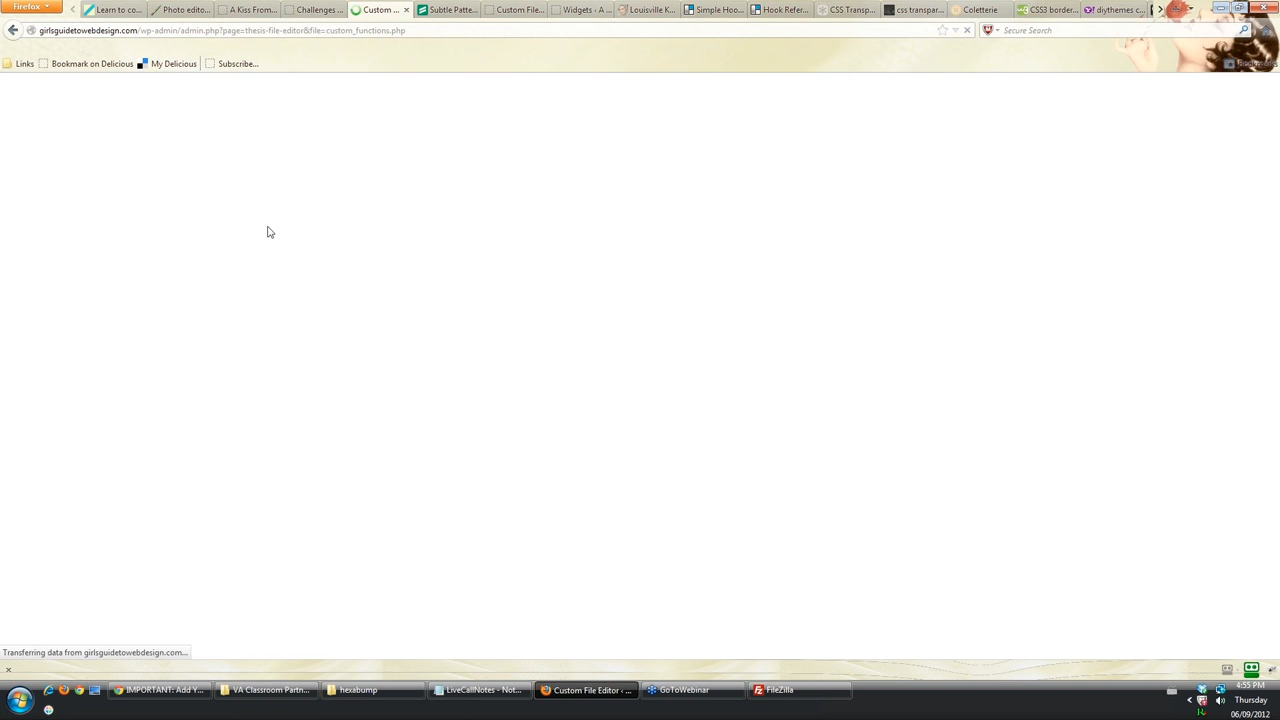 Firefox
Learn to co...
Photo edito...
A Kiss From...
Challenges ...
Custom ...
Subtle Patte...
Custom File...
Widgets ‹ A ...
Louisville K...
Simple Hoo...
Hook Refer...
CSS Transp...
css transpar...
Coletterie
CSS3 border...
diythemes c...
girlsguidetowebdesign.com/wp-admin/admin.php?page=thesis-file-editor&file=custom_functions.php
Secure Search
Links
Bookmark on Delicious
My Delicious
Subscribe...
Bookmarks
Transferring data from girlsguidetowebdesign.com...
IMPORTANT: Add Y...
VA Classroom Partn...
hexabump
LiveCallNotes - Not...
Custom File Editor ‹ ...
GoToWebinar
FileZilla
4:55 PM
Thursday
06/09/2012